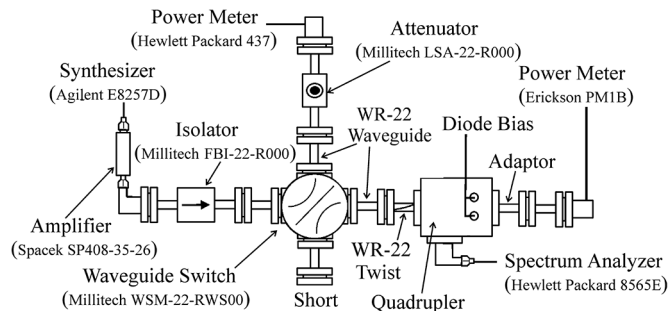 Power Meter
(Hewlett Packard 437)
Attenuator
(Millitech LSA-22-R000)
Synthesizer
(Agilent E8257D)
Power Meter
(Erickson PM1B)
Isolator
(Millitech FBI-22-R000)
WR-22
Waveguide
Diode Bias
Adaptor
Amplifier
(Spacek SP408-35-26)
Waveguide Switch
(Millitech WSM-22-RWS00)
Short
WR-22
Twist
Quadrupler
Spectrum Analyzer
(Hewlett Packard 8565E)